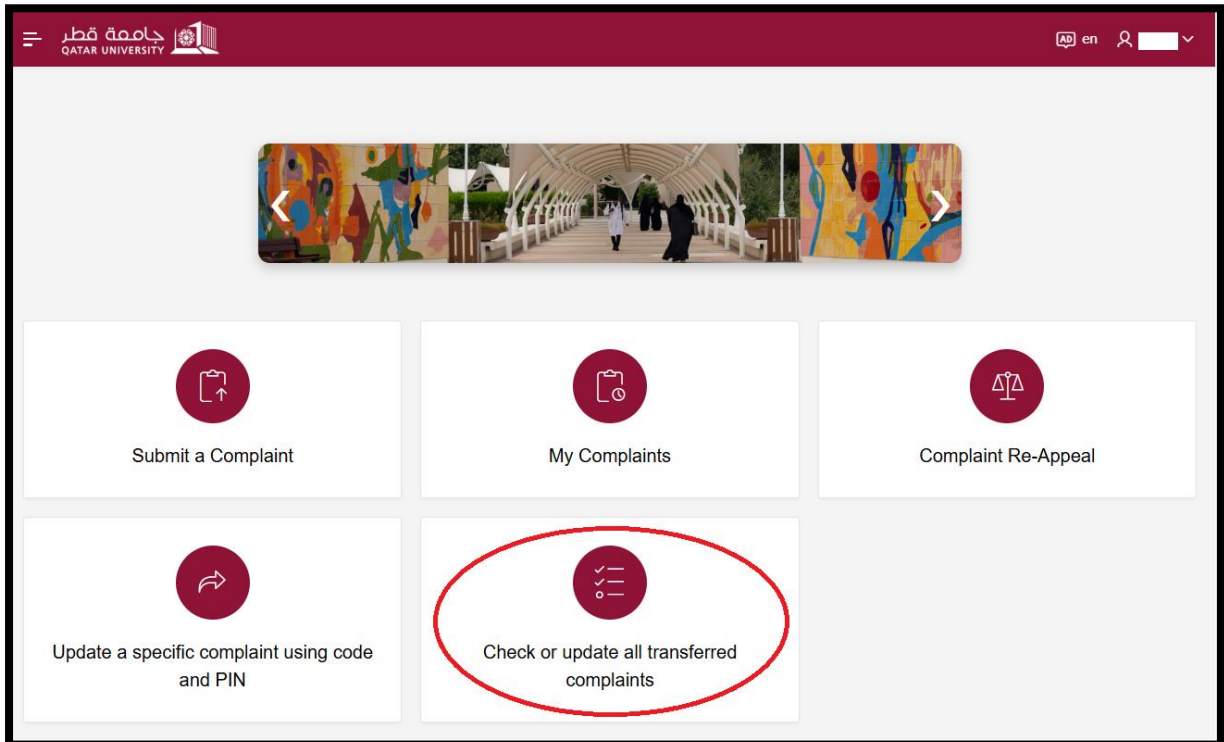 جامعة قطر
QATAR UNIVERSITY
AD en
Submit a Complaint
My Complaints
Complaint Re-Appeal
Update a specific complaint using code
and PIN
Check or update all transferred
complaints